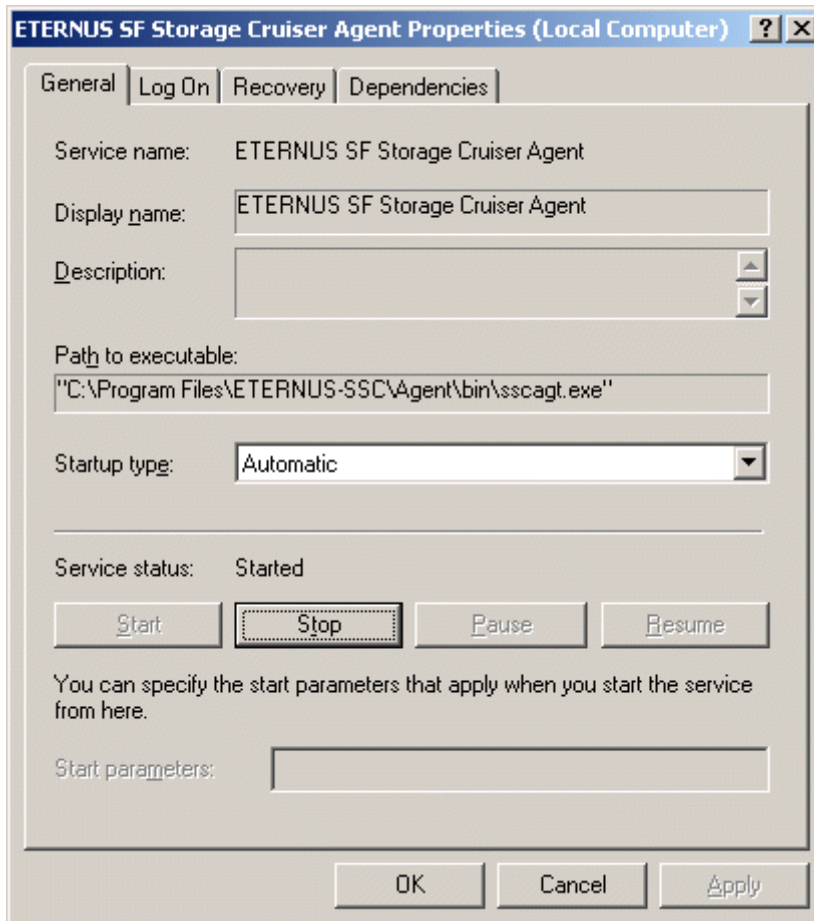 ETERNUS SF Storage Cruiser Agent Properties (Local Computer)
General Log On Recovery Dependencies
Service name: ETERNUS SF Storage Cruiser Agent
Display name: ETERNUS SF Storage Cruiser Agent
Description:
Path to executable:
"C:\Program Files\ETERNUS-SSC\Agent\bin\sscagt.exe"
Startup type: Automatic
Service status: Started
Start Stop Pause Resume
You can specify the start parameters that apply when you start the service
from here.
Start parameters:
OK Cancel Apply